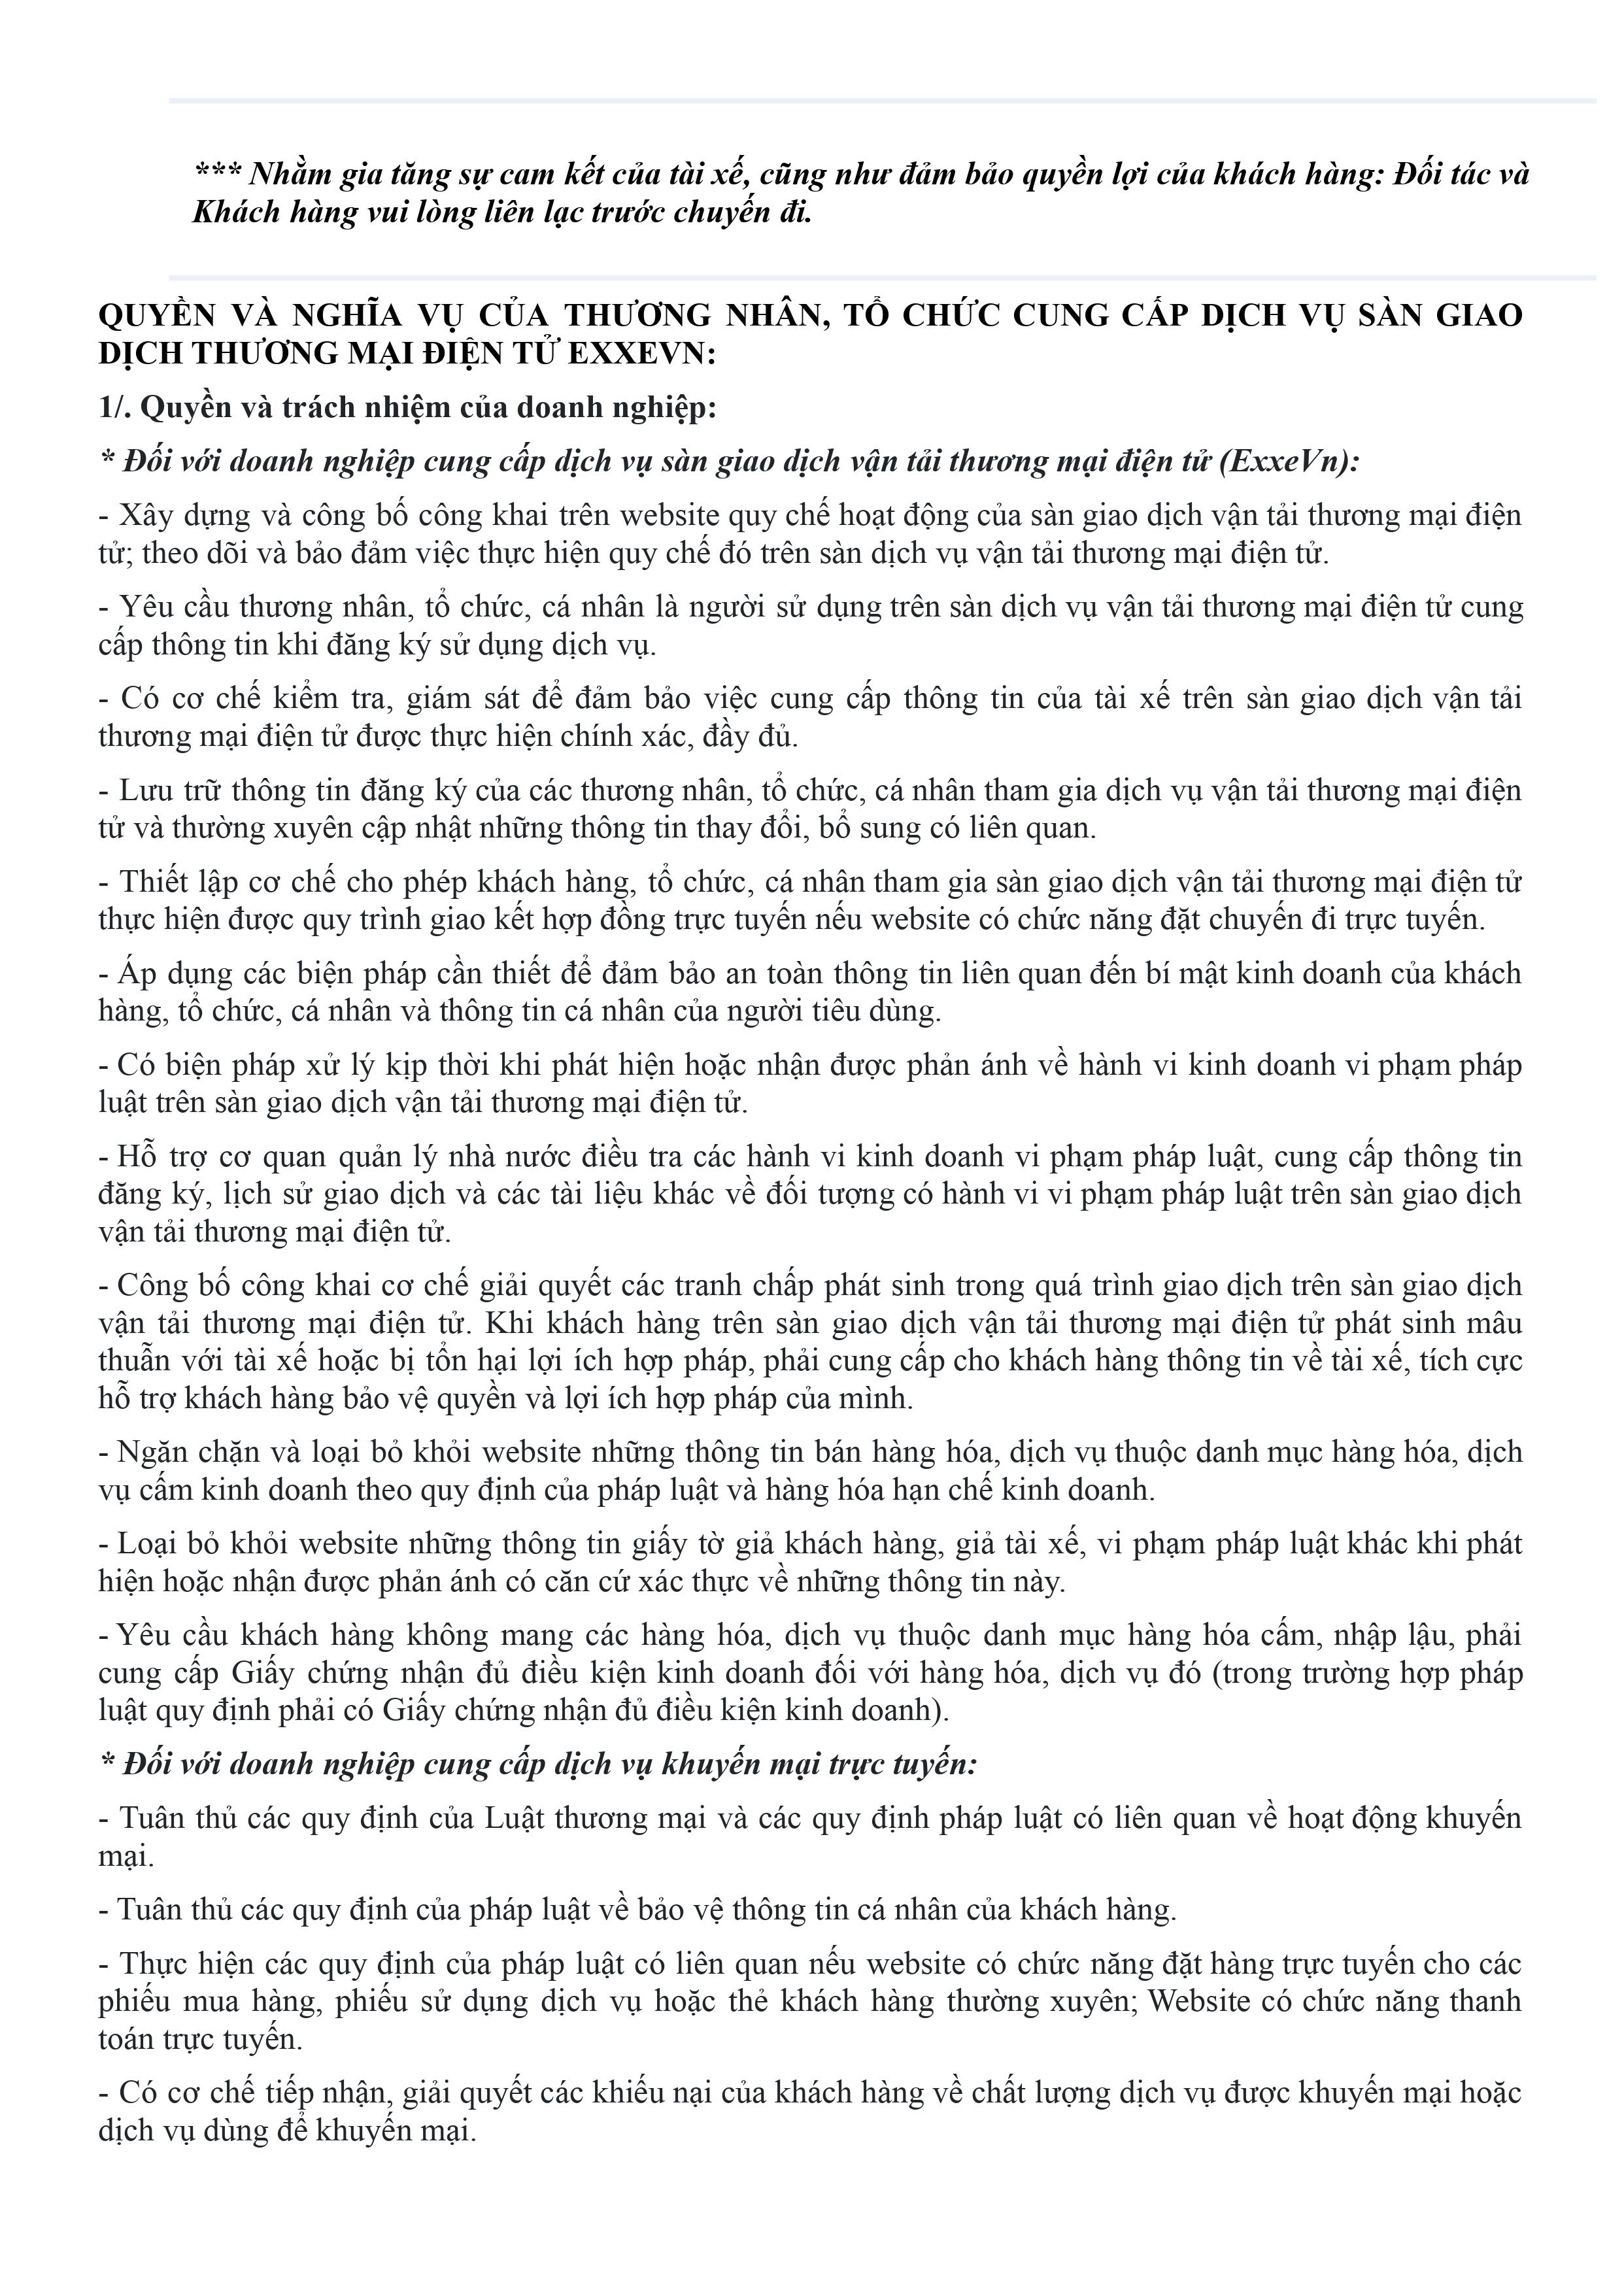 *** Nhằm gia tăng sự cam kết của tài xế, cũng như đảm bảo quyền lợi của khách hàng: Đối tác và
Khách hàng vui lòng liên lạc trước chuyến đi.
QUYỀN VÀ NGHĨA VỤ CỦA THƯƠNG NHÂN, TỔ CHỨC CUNG CẤP DỊCH VỤ SÀN GIAO
DỊCH THƯƠNG MẠI ĐIỆN TỬ EXXEVN:
1/. Quyền và trách nhiệm của doanh nghiệp:
* Đối với doanh nghiệp cung cấp dịch vụ sàn giao dịch vận tải thương mại điện tử (ExxeVn):
- Xây dựng và công bố công khai trên website quy chế hoạt động của sàn giao dịch vận tải thương mại điện
tử; theo dõi và bảo đảm việc thực hiện quy chế đó trên sàn dịch vụ vận tải thương mại điện tử.
- Yêu cầu thương nhân, tổ chức, cá nhân là người sử dụng trên sàn dịch vụ vận tải thương mại điện tử cung
cấp thông tin khi đăng ký sử dụng dịch vụ.
- Có cơ chế kiểm tra, giám sát để đảm bảo việc cung cấp thông tin của tài xế trên sàn giao dịch vận tải
thương mại điện tử được thực hiện chính xác, đầy đủ.
- Lưu trữ thông tin đăng ký của các thương nhân, tổ chức, cá nhân tham gia dịch vụ vận tải thương mại điện
tử và thường xuyên cập nhật những thông tin thay đổi, bổ sung có liên quan.
- Thiết lập cơ chế cho phép khách hàng, tổ chức, cá nhân tham gia sàn giao dịch vận tải thương mại điện tử
thực hiện được quy trình giao kết hợp đồng trực tuyến nếu website có chức năng đặt chuyến đi trực tuyến.
- Áp dụng các biện pháp cần thiết để đảm bảo an toàn thông tin liên quan đến bí mật kinh doanh của khách
hàng, tổ chức, cá nhân và thông tin cá nhân của người tiêu dùng.
- Có biện pháp xử lý kịp thời khi phát hiện hoặc nhận được phản ánh về hành vi kinh doanh vi phạm pháp
luật trên sàn giao dịch vận tải thương mại điện tử.
- Hỗ trợ cơ quan quản lý nhà nước điều tra các hành vi kinh doanh vi phạm pháp luật, cung cấp thông tin
đăng ký, lịch sử giao dịch và các tài liệu khác về đối tượng có hành vi vi phạm pháp luật trên sàn giao dịch
vận tải thương mại điện tử.
- Công bố công khai cơ chế giải quyết các tranh chấp phát sinh trong quá trình giao dịch trên sàn giao dịch
vận tải thương mại điện tử. Khi khách hàng trên sàn giao dịch vận tải thương mại điện tử phát sinh mâu
thuẫn với tài xế hoặc bị tổn hại lợi ích hợp pháp, phải cung cấp cho khách hàng thông tin về tài xế, tích cực
hỗ trợ khách hàng bảo vệ quyền và lợi ích hợp pháp của mình.
- Ngăn chặn và loại bỏ khỏi website những thông tin bán hàng hóa, dịch vụ thuộc danh mục hàng hóa, dịch
vụ cấm kinh doanh theo quy định của pháp luật và hàng hóa hạn chế kinh doanh.
- Loại bỏ khỏi website những thông tin giấy tờ giả khách hàng, giả tài xế, vi phạm pháp luật khác khi phát
hiện hoặc nhận được phản ánh có căn cứ xác thực về những thông tin này.
- Yêu cầu khách hàng không mang các hàng hóa, dịch vụ thuộc danh mục hàng hóa cấm, nhập lậu, phải
cung cấp Giấy chứng nhận đủ điều kiện kinh doanh đối với hàng hóa, dịch vụ đó (trong trường hợp pháp
luật quy định phải có Giấy chứng nhận đủ điều kiện kinh doanh).
* Đối với doanh nghiệp cung cấp dịch vụ khuyến mại trực tuyến:
- Tuân thủ các quy định của Luật thương mại và các quy định pháp luật có liên quan về hoạt động khuyến
mại.
- Tuân thủ các quy định của pháp luật về bảo vệ thông tin cá nhân của khách hàng.
- Thực hiện các quy định của pháp luật có liên quan nếu website có chức năng đặt hàng trực tuyến cho các
phiếu mua hàng, phiếu sử dụng dịch vụ hoặc thẻ khách hàng thường xuyên; Website có chức năng thanh
toán trực tuyến.
- Có cơ chế tiếp nhận, giải quyết các khiếu nại của khách hàng về chất lượng dịch vụ được khuyến mại hoặc
dịch vụ dùng để khuyến mại.